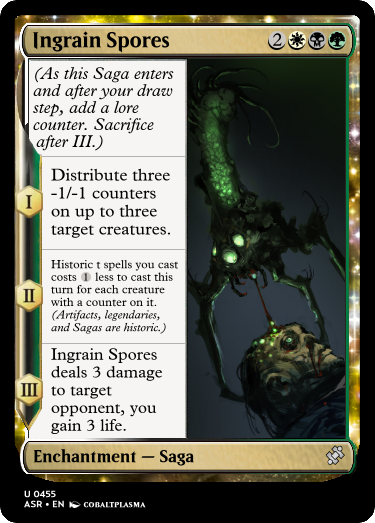 Ingrain Spores 2
(As this Saga enters
and after your draw
step, add a lore
counter. Sacrifice
after III.)
I
Distribute three
-1/-1 counters
on up to three
target creatures.
II
Historic t spells you cast
costs 1 less to cast this
turn for each creature
with a counter on it.
(Artifacts, legendaries,
and Sagas are historic.)
III
Ingrain Spores
deals 3 damage
to target
opponent, you
gain 3 life.
Enchantment — Saga
U 0455
ASR • EN COBALTPLASMA